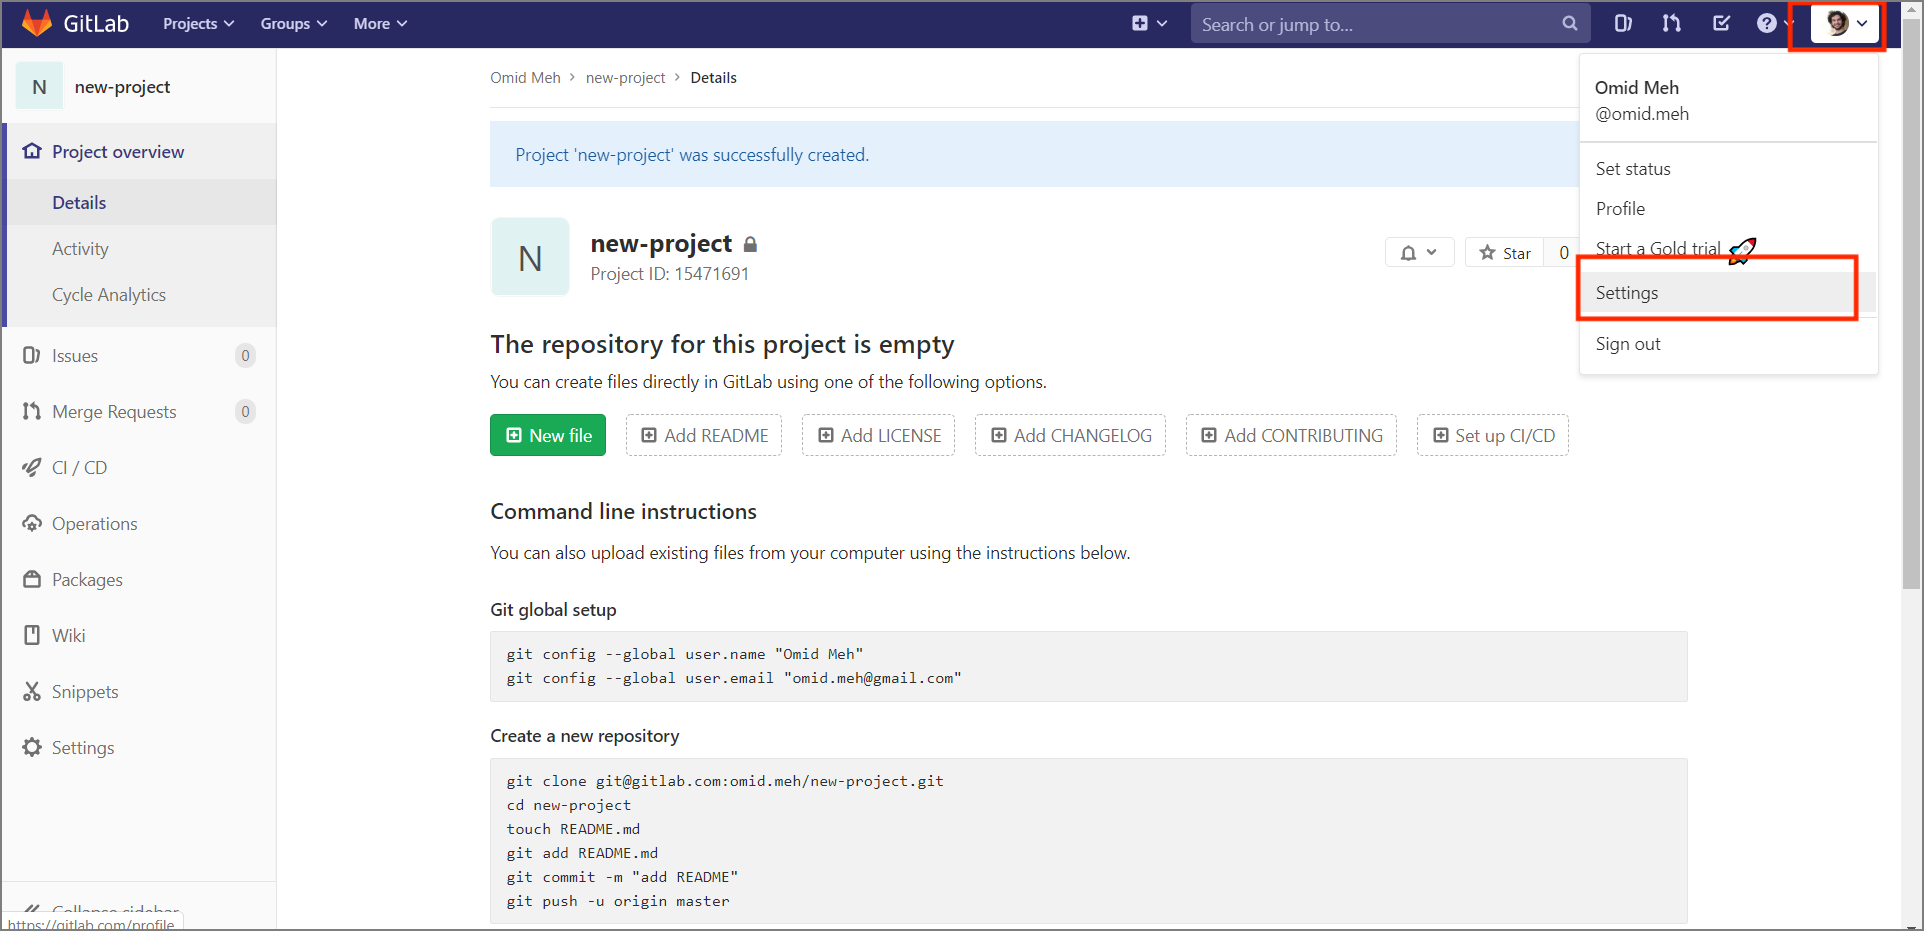 GitLab Projects Groups More Search or jump to...
N new-project
Project overview
Details
Activity
Cycle Analytics
Issues 0
Merge Requests 0
CI / CD
Operations
Packages
Wiki
Snippets
Settings
Collapse sidebar
https://gitlab.com/profile
Omid Meh > new-project > Details
Project 'new-project' was successfully created.
N
new-project
Project ID: 15471691
Star 0
The repository for this project is empty
You can create files directly in GitLab using one of the following options.
New file Add README Add LICENSE Add CHANGELOG Add CONTRIBUTING Set up CI/CD
Command line instructions
You can also upload existing files from your computer using the instructions below.
Git global setup
git config --global user.name "Omid Meh"
git config --global user.email "omid.meh@gmail.com"
Create a new repository
git clone git@gitlab.com:omid.meh/new-project.git
cd new-project
touch README.md
git add README.md
git commit -m "add README"
git push -u origin master
Omid Meh
@omid.meh
Set status
Profile
Start a Gold trial
Settings
Sign out